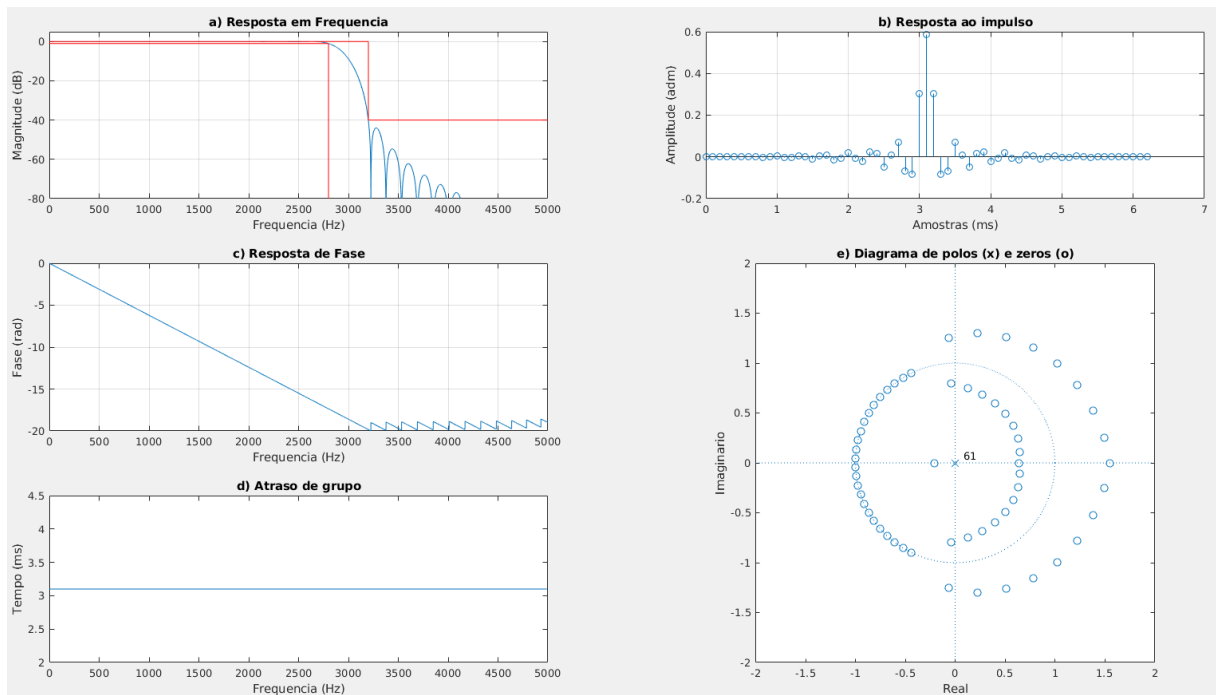 a) Resposta em Frequencia
Magnitude (dB)
0
-20
-40
-60
-80
0 500 1000 1500 2000 2500 3000 3500 4000 4500 5000
Frequencia (Hz)
b) Resposta ao impulso
Amplitude (adm)
0.6
0.4
0.2
0
-0.2
0 1 2 3 4 5 6 7
Amostras (ms)
c) Resposta de Fase
Fase (rad)
0
-5
-10
-15
-20
0 500 1000 1500 2000 2500 3000 3500 4000 4500 5000
Frequencia (Hz)
d) Atraso de grupo
Tempo (ms)
4.5
4
3.5
3
2.5
2
0 500 1000 1500 2000 2500 3000 3500 4000 4500 5000
Frequencia (Hz)
e) Diagrama de polos (x) e zeros (o)
Imaginario
2
1.5
1
0.5
0
-0.5
-1
-1.5
-2
61
-2 -1.5 -1 -0.5 0 0.5 1 1.5 2
Real